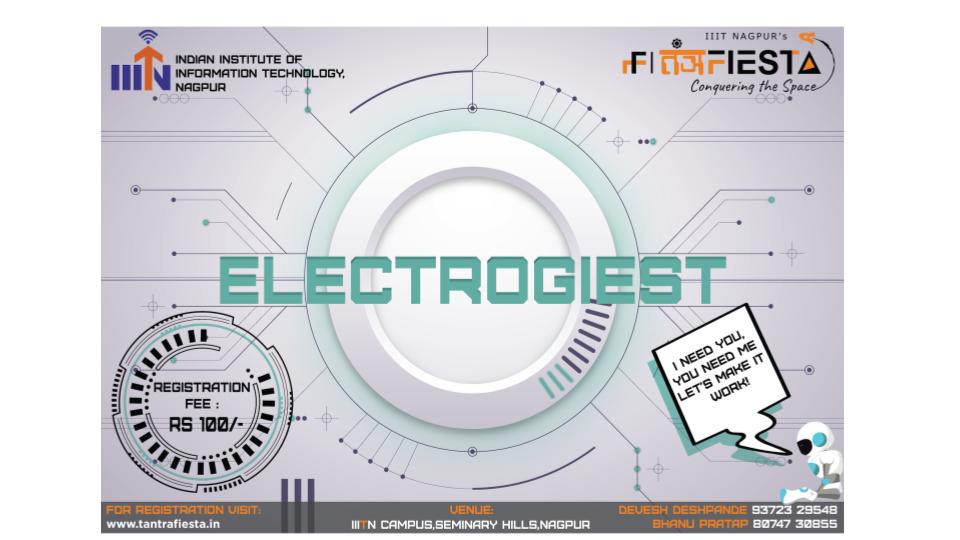 IIITN
INDIAN INSTITUTE OF
INFORMATION TECHNOLOGY,
NAGPUR
IIIT NAGPUR's
तंत्रFIESTA
Conquering the Space
ELECTROGIEST
REGISTRATION
FEE :
RS 100/-
I NEED YOU,
YOU NEED ME
LET'S MAKE IT
WORK!
FOR REGISTRATION VISIT:
www.tantrafiesta.in
VENUE:
IIITN CAMPUS,SEMINARY HILLS,NAGPUR
DEVESH DESHPANDE 93723 29548
BHANU PRATAP 80747 30855